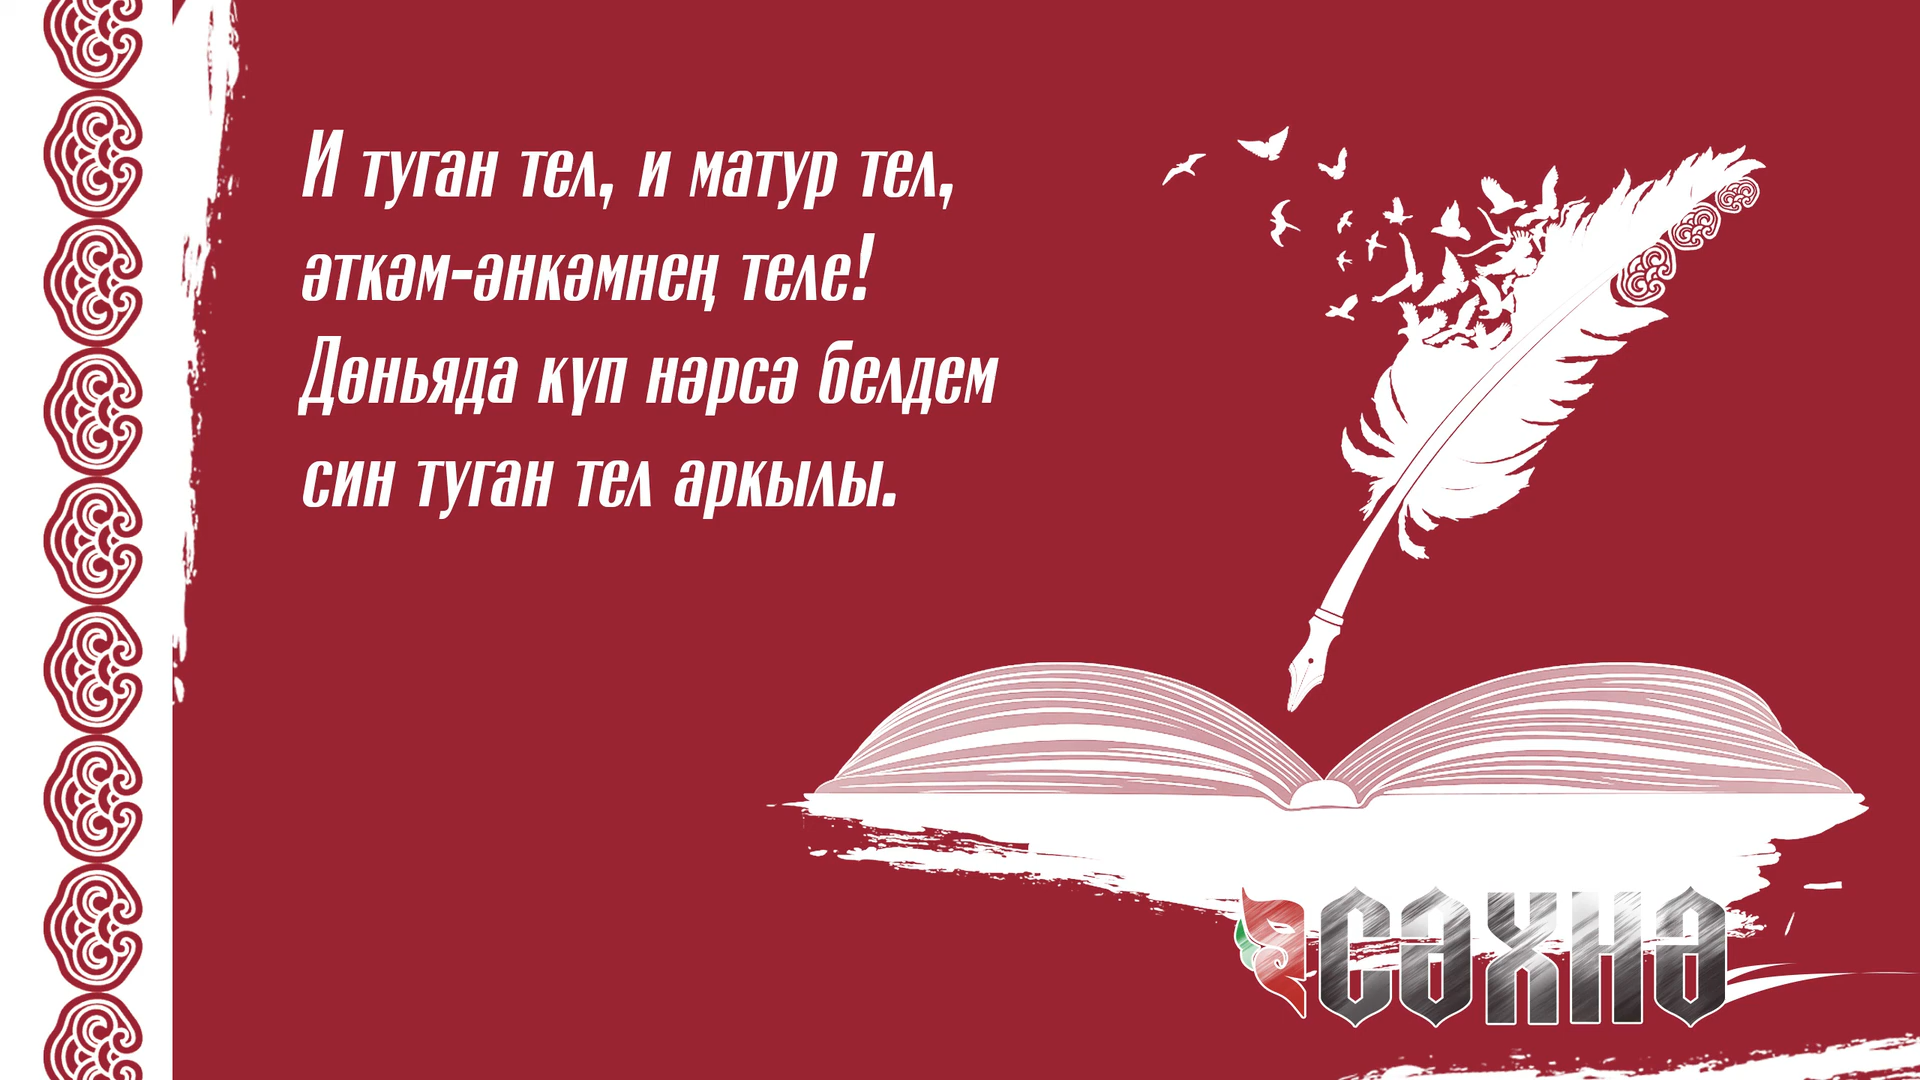 И туган тел, и матур тел,
әткәм-әнкәмнең теле!
Дөньяда күп нәрсә белдем
син туган тел аркылы.
сәхнә